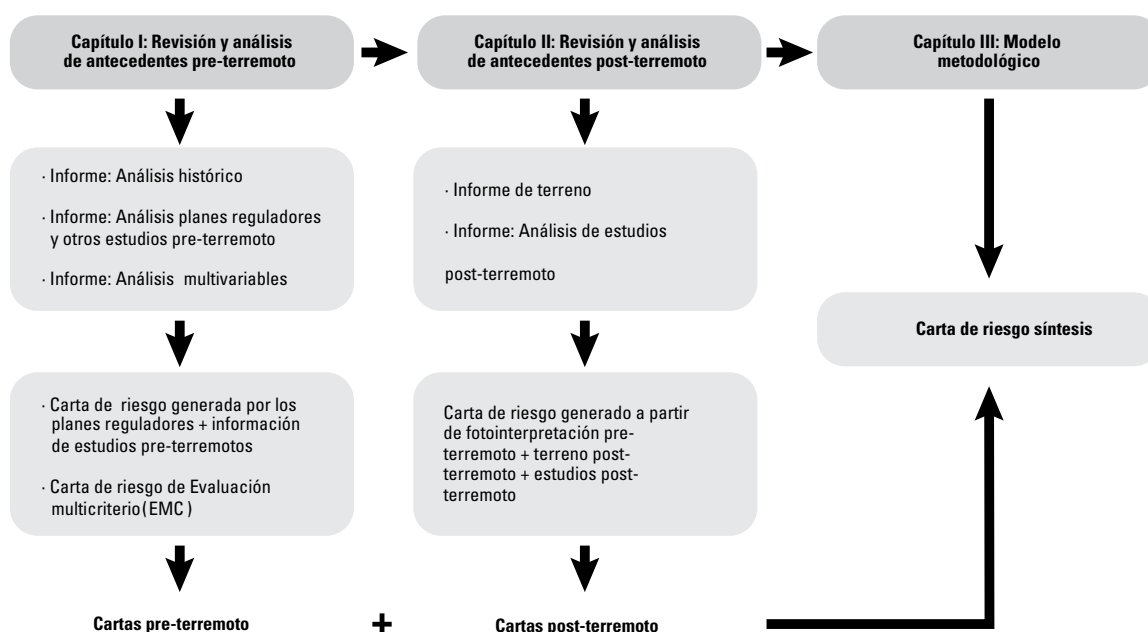 Capítulo I: Revisión y análisis
de antecedentes pre-terremoto
Capítulo II: Revisión y análisis
de antecedentes post-terremoto
Capítulo III: Modelo
metodológico
· Informe: Análisis histórico
· Informe: Análisis planes reguladores
y otros estudios pre-terremoto
· Informe: Análisis multivariables
· Informe de terreno
· Informe: Análisis de estudios
post-terremoto
Carta de riesgo síntesis
· Carta de riesgo generada por los
planes reguladores + información
de estudios pre-terremotos
· Carta de riesgo de Evaluación
multicriterio(EMC )
Carta de riesgo generado a partir
de fotointerpretación pre-
terremoto + terreno post-
terremoto + estudios post-
terremoto
Cartas pre-terremoto
+
Cartas post-terremoto